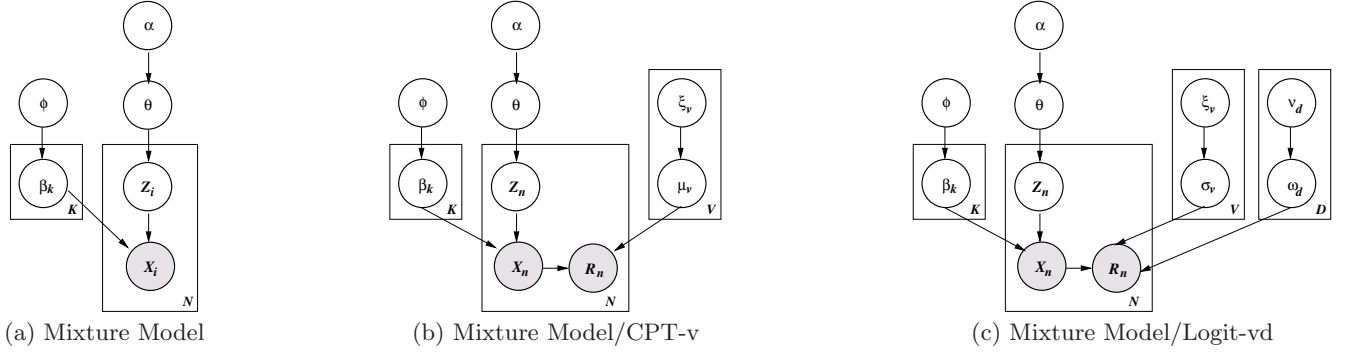 α
ϕ
θ
β_k
K
Z_i
X_i
N
(a) Mixture Model
α
ϕ
θ
ξ_v
β_k
K
Z_n
μ_v
V
X_n
R_n
N
(b) Mixture Model/CPT-v
α
ϕ
θ
ξ_v
ν_d
β_k
K
Z_n
σ_v
V
ω_d
D
X_n
R_n
N
(c) Mixture Model/Logit-vd